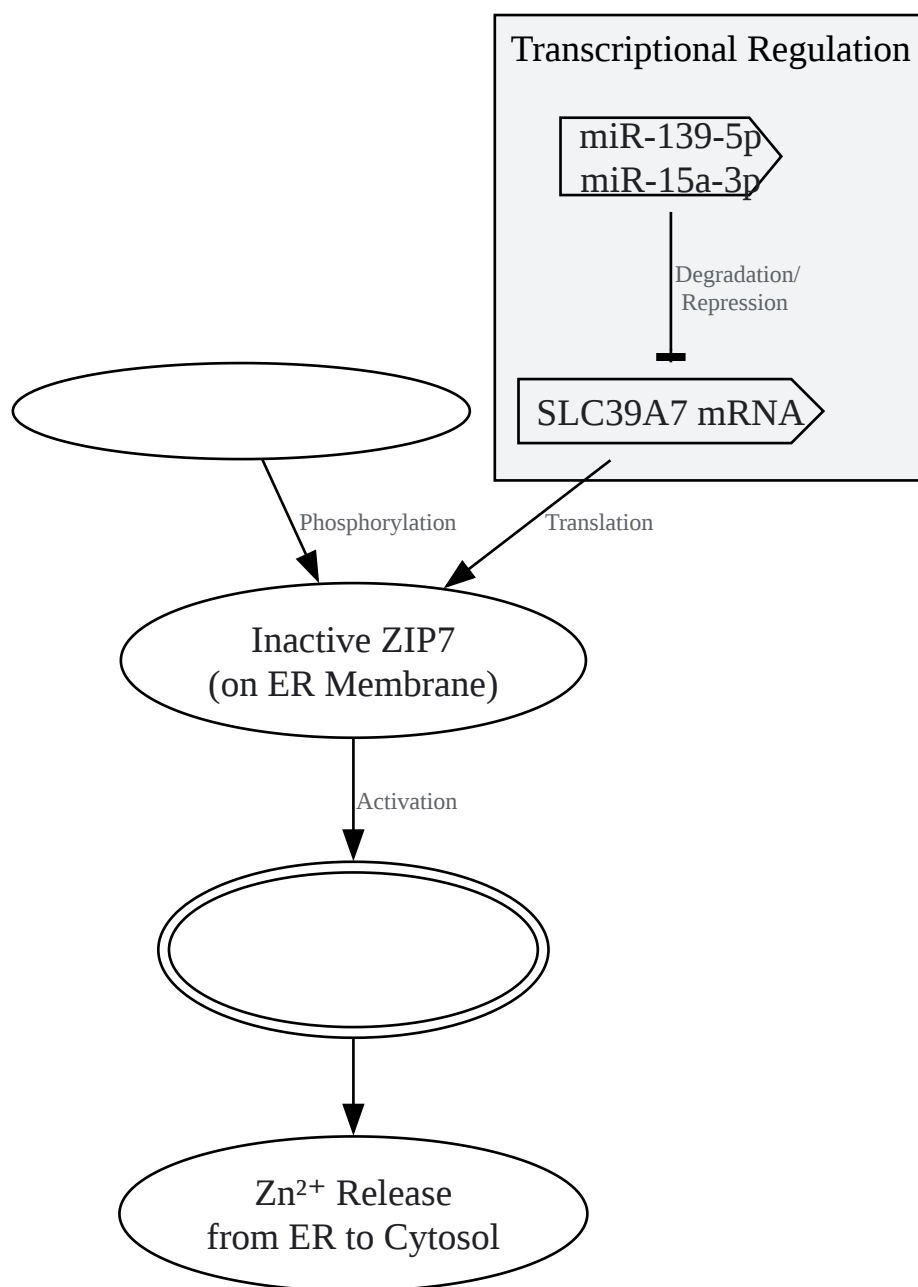 Transcriptional Regulation
miR-139-5p
miR-15a-3p
Degradation/
Repression
SLC39A7 mRNA
Phosphorylation
Translation
Inactive ZIP7
(on ER Membrane)
Activation
Zn²⁺ Release
from ER to Cytosol